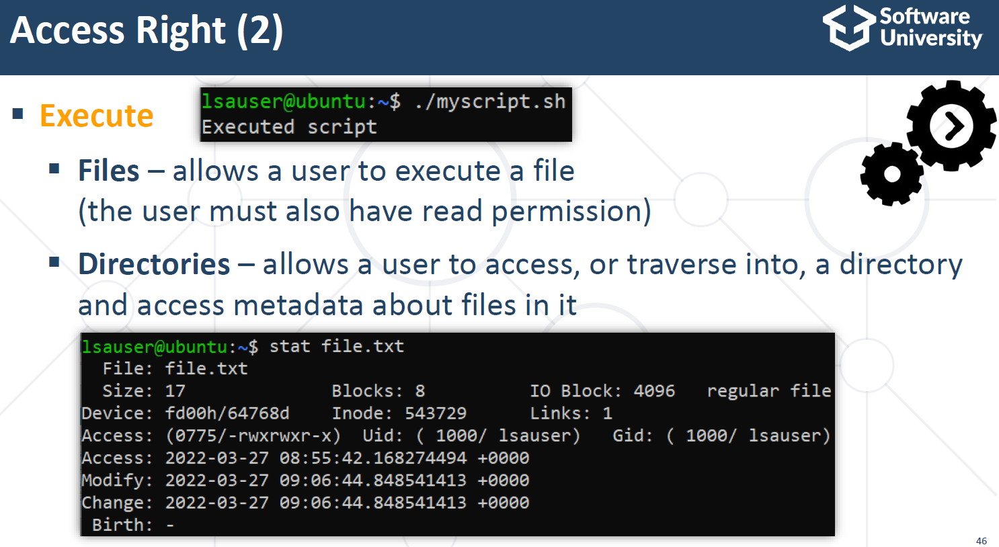 Access Right (2)
Software
University
▪ Execute
lsauser@ubuntu:~$ ./myscript.sh
Executed script
▪ Files – allows a user to execute a file
(the user must also have read permission)
▪ Directories – allows a user to access, or traverse into, a directory
and access metadata about files in it
lsauser@ubuntu:~$ stat file.txt
  File: file.txt
  Size: 17              Blocks: 8          IO Block: 4096   regular file
Device: fd00h/64768d    Inode: 543729      Links: 1
Access: (0775/-rwxrwxr-x)  Uid: ( 1000/ lsauser)   Gid: ( 1000/ lsauser)
Access: 2022-03-27 08:55:42.168274494 +0000
Modify: 2022-03-27 09:06:44.848541413 +0000
Change: 2022-03-27 09:06:44.848541413 +0000
 Birth: -
46